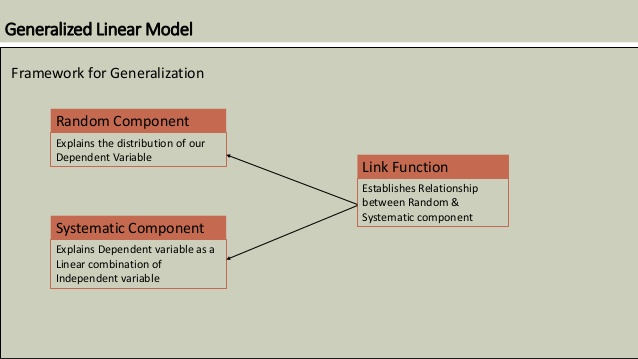 Generalized Linear Model
Framework for Generalization
Random Component
Explains the distribution of our
Dependent Variable
Link Function
Establishes Relationship
between Random &
Systematic component
Systematic Component
Explains Dependent variable as a
Linear combination of
Independent variable